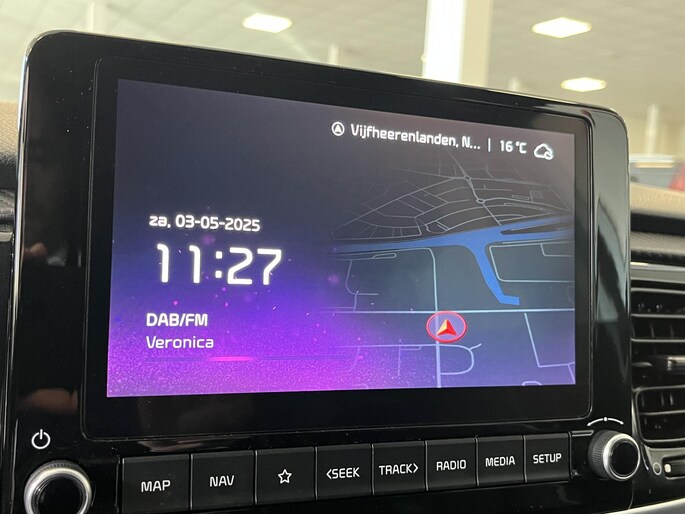 Vijfheerenlanden, N... | 16 °C
za, 03-05-2025
11:27
DAB/FM
Veronica
MAP
NAV
<SEEK
TRACK>
RADIO
MEDIA
SETUP